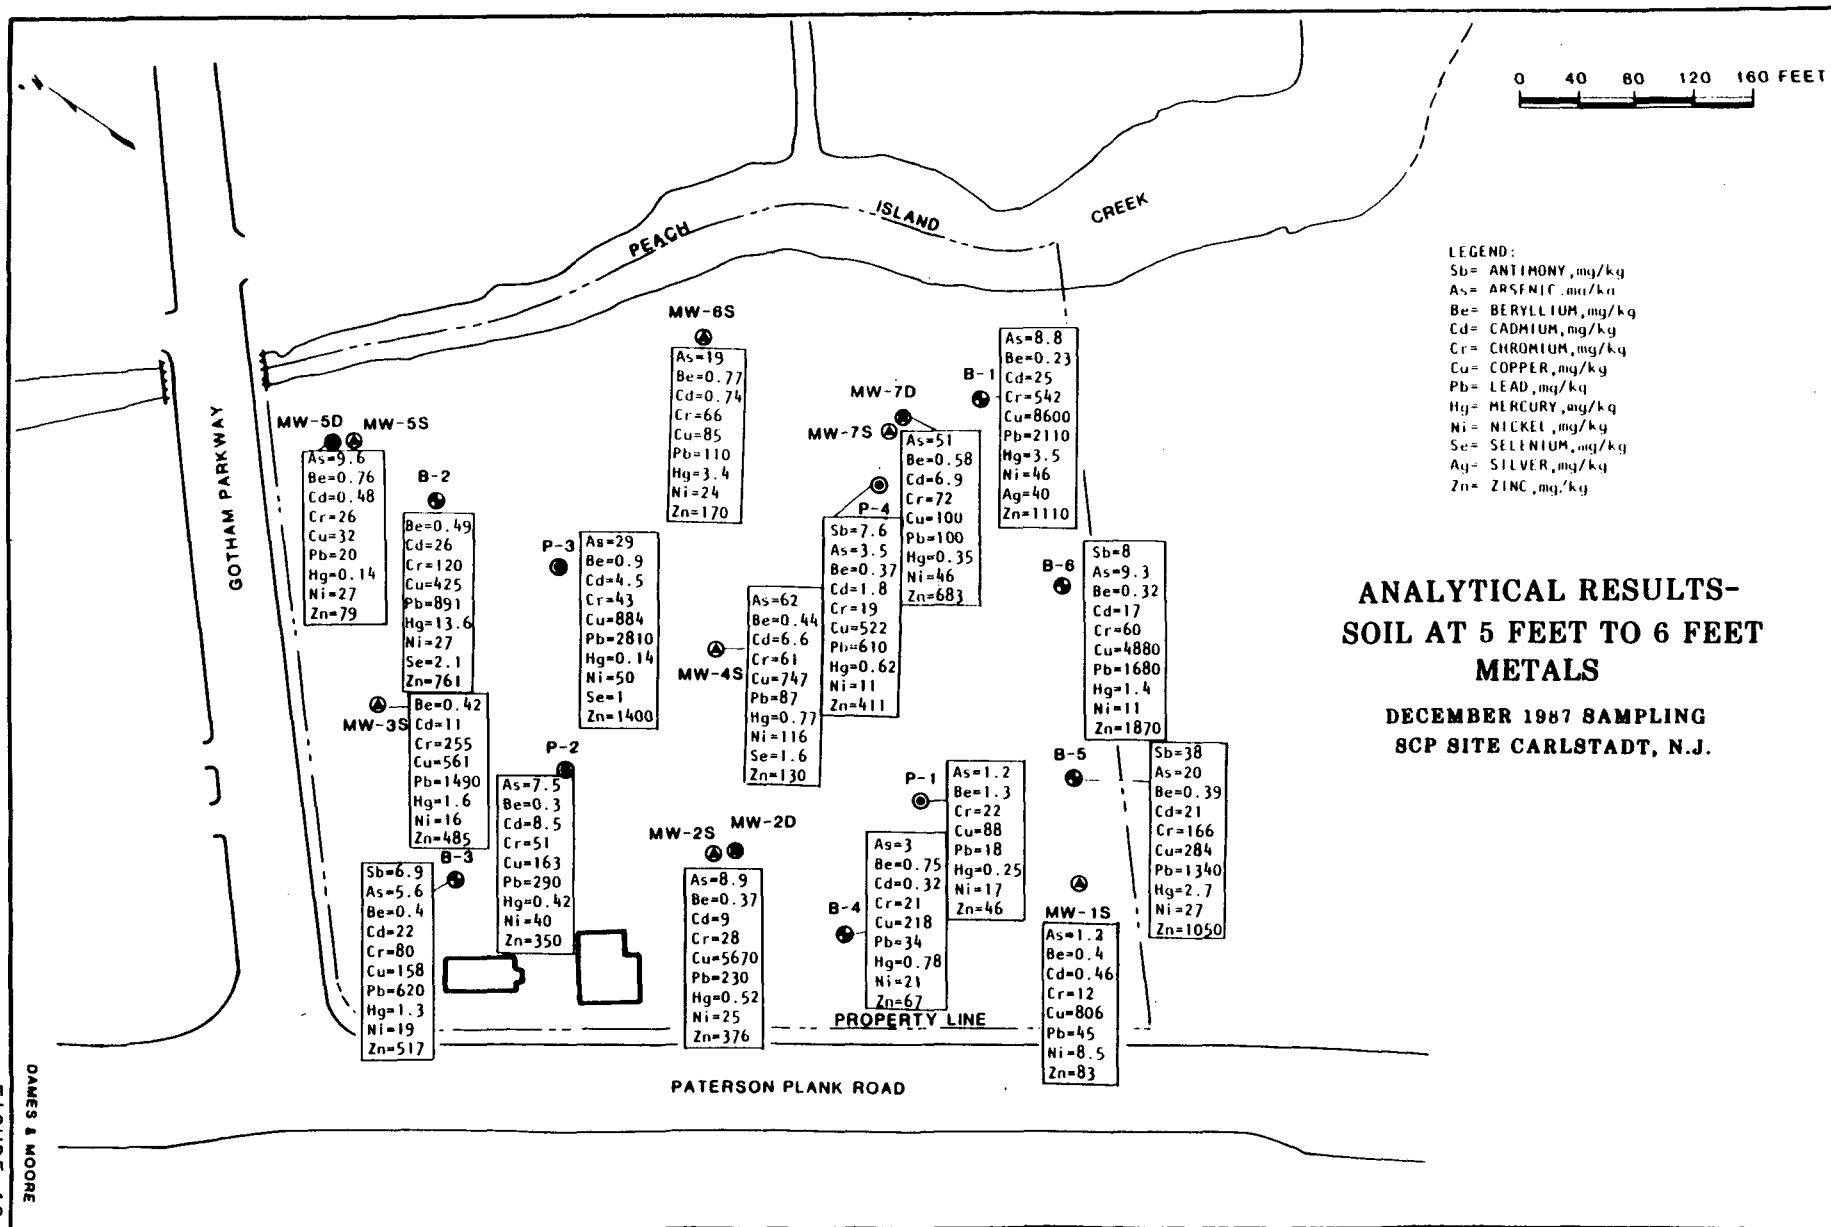 0 40 80 120 160 FEET
PEACH ISLAND CREEK
GOTHAM PARKWAY
LEGEND:
Sb= ANTIMONY,mg/kg
As= ARSENIC,mg/kg
Be= BERYLLIUM,mg/kg
Cd= CADMIUM,mg/kg
Cr= CHROMIUM,mg/kg
Cu= COPPER,mg/kg
Pb= LEAD,mg/kg
Hg= MERCURY,mg/kg
Ni= NICKEL,mg/kg
Se= SELENIUM,mg/kg
Ag= SILVER,mg/kg
Zn= ZINC,mg/kg
ANALYTICAL RESULTS-
SOIL AT 5 FEET TO 6 FEET
METALS
DECEMBER 1987 SAMPLING
SCP SITE CARLSTADT, N.J.
MW-6S
As=19
Be=0.77
Cd=0.74
Cr=66
Cu=85
Pb=110
Hg=3.4
Ni=24
Zn=170
B-1
As=8.8
Be=0.23
Cd=25
Cr=542
Cu=8600
Pb=2110
Hg=3.5
Ni=46
Ag=40
Zn=1110
MW-7D
MW-7S
As=51
Be=0.58
Cd=6.9
Cr=72
Cu=100
Pb=100
Hg=0.35
Ni=46
Zn=683
MW-5D MW-5S
As=9.6
Be=0.76
Cd=0.48
Cr=26
Cu=32
Pb=20
Hg=0.14
Ni=27
Zn=79
B-2
Be=0.49
Cd=26
Cr=120
Cu=425
Pb=891
Hg=13.6
Ni=27
Se=2.1
Zn=761
P-3
As=29
Be=0.9
Cd=4.5
Cr=43
Cu=884
Pb=2810
Hg=0.14
Ni=50
Se=1
Zn=1400
P-4
Sb=7.6
As=3.5
Be=0.37
Cd=1.8
Cr=19
Cu=522
Pb=610
Hg=0.62
Ni=11
Zn=411
B-6
Sb=8
As=9.3
Be=0.32
Cd=17
Cr=60
Cu=4880
Pb=1680
Hg=1.4
Ni=11
Zn=1870
MW-4S
As=62
Be=0.44
Cd=6.6
Cr=61
Cu=747
Pb=87
Hg=0.77
Ni=116
Se=1.6
Zn=130
MW-3S
Be=0.42
Cd=11
Cr=255
Cu=561
Pb=1490
Hg=1.6
Ni=16
Zn=485
P-2
As=7.5
Be=0.3
Cd=8.5
Cr=51
Cu=163
Pb=290
Hg=0.42
Ni=40
Zn=350
B-5
Sb=38
As=20
Be=0.39
Cd=21
Cr=166
Cu=284
Pb=1340
Hg=2.7
Ni=27
Zn=1050
P-1
As=1.2
Be=1.3
Cr=22
Cu=88
Pb=18
Hg=0.25
Ni=17
Zn=46
MW-2S MW-2D
As=8.9
Be=0.37
Cd=9
Cr=28
Cu=5670
Pb=230
Hg=0.52
Ni=25
Zn=376
B-3
Sb=6.9
As=5.6
Be=0.4
Cd=22
Cr=80
Cu=158
Pb=620
Hg=1.3
Ni=19
Zn=517
B-4
As=3
Be=0.75
Cd=0.32
Cr=21
Cu=218
Pb=34
Hg=0.78
Ni=21
Zn=67
MW-1S
As=1.2
Be=0.4
Cd=0.46
Cr=12
Cu=806
Pb=45
Ni=8.5
Zn=83
PROPERTY LINE
PATERSON PLANK ROAD
DAMES & MOORE